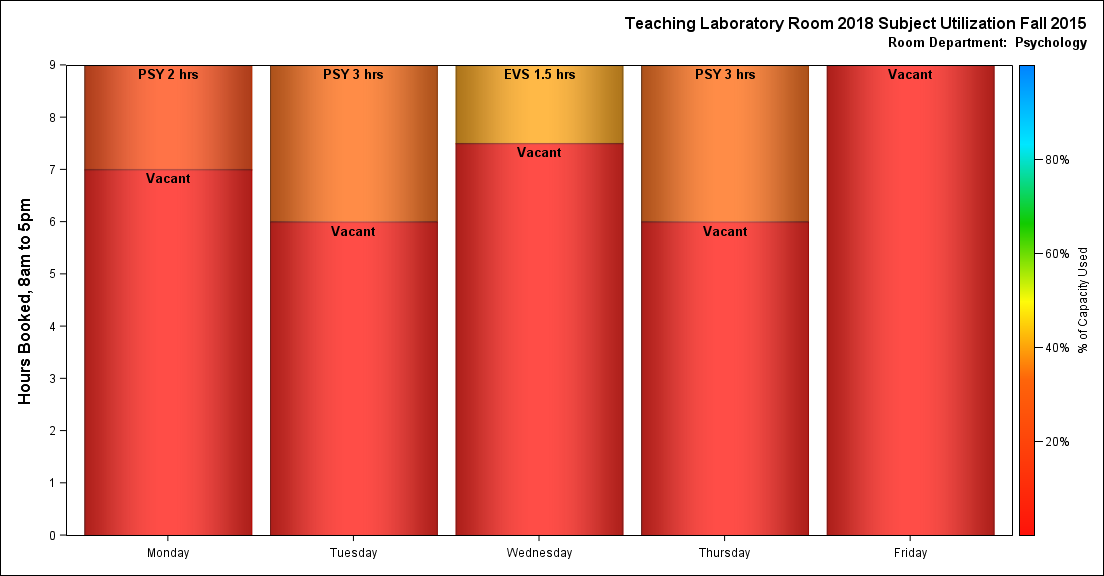 Teaching Laboratory Room 2018 Subject Utilization Fall 2015
Room Department:  Psychology
Hours Booked, 8am to 5pm
9
8
7
6
5
4
3
2
1
0
PSY 2 hrs
Vacant
PSY 3 hrs
Vacant
EVS 1.5 hrs
Vacant
PSY 3 hrs
Vacant
Vacant
Monday
Tuesday
Wednesday
Thursday
Friday
80%
60%
40%
20%
% of Capacity Used